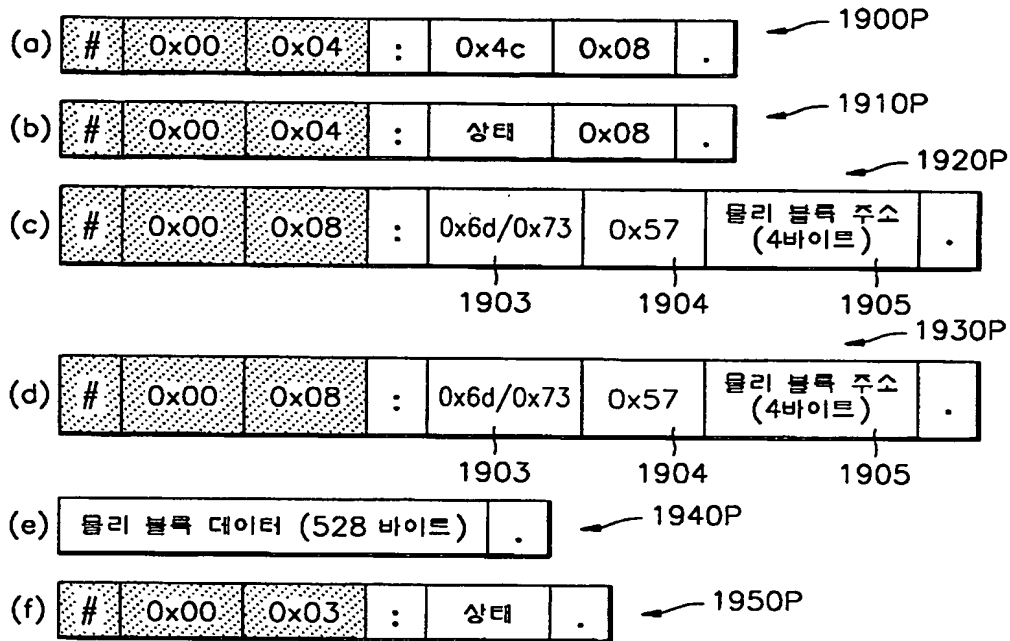 (a) # 0x00 0x04 : 0x4c 0x08 . 1900P
(b) # 0x00 0x04 : 상태 0x08 . 1910P
1920P
(c) # 0x00 0x08 : 0x6d/0x73 0x57 물리 블록 주소 (4바이트) .
1903 1904 1905
1930P
(d) # 0x00 0x08 : 0x6d/0x73 0x57 물리 블록 주소 (4바이트) .
1903 1904 1905
(e) 물리 블록 데이터 (528 바이트) . 1940P
(f) # 0x00 0x03 : 상태 . 1950P